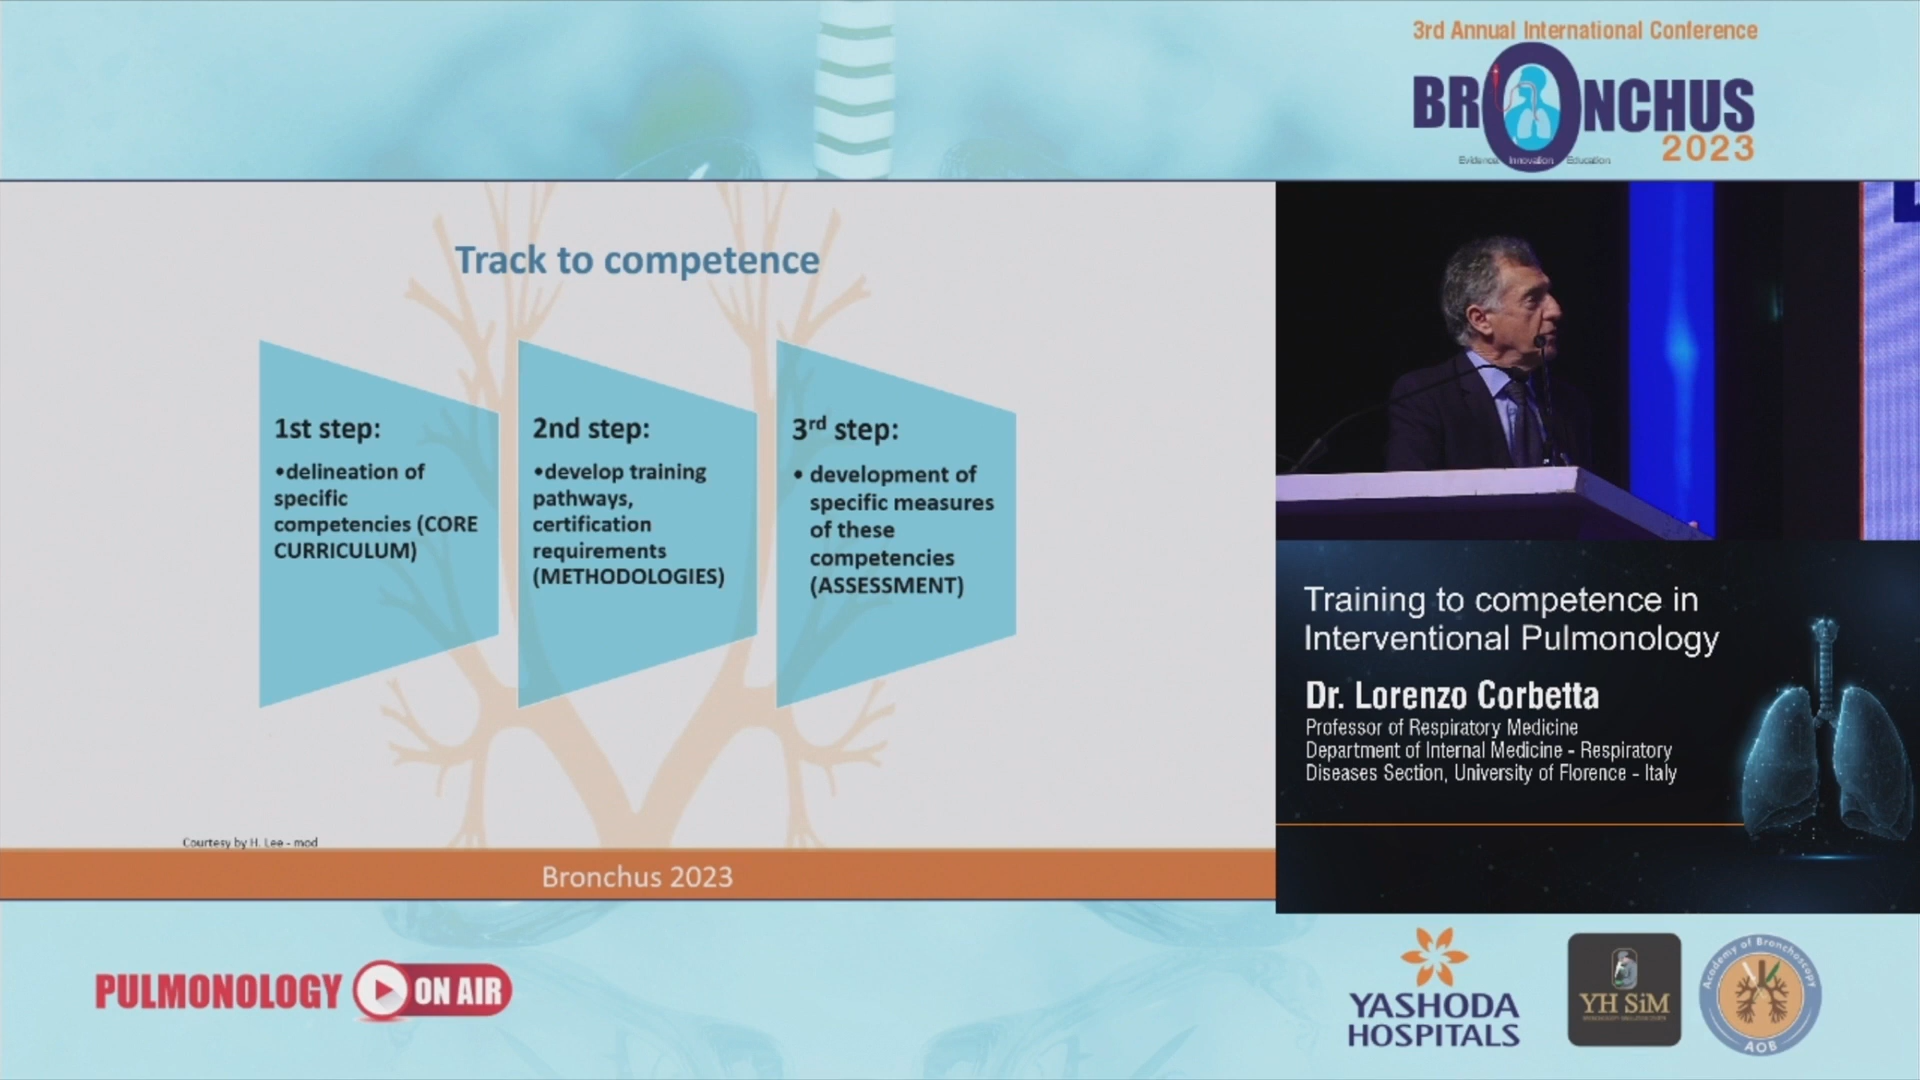 3rd Annual International Conference
BRONCHUS
2023
Evidence Innovation Education
Track to competence
1st step:
•delineation of
specific
competencies (CORE
CURRICULUM)
2nd step:
•develop training
pathways,
certification
requirements
(METHODOLOGIES)
3rd step:
• development of
specific measures
of these
competencies
(ASSESSMENT)
Courtesy by H. Lee - mod
Bronchus 2023
Training to competence in
Interventional Pulmonology
Dr. Lorenzo Corbetta
Professor of Respiratory Medicine
Department of Internal Medicine - Respiratory
Diseases Section, University of Florence - Italy
PULMONOLOGY ON AIR
YASHODA
HOSPITALS
YH SiM
Academy of Bronchoscopy
AOB